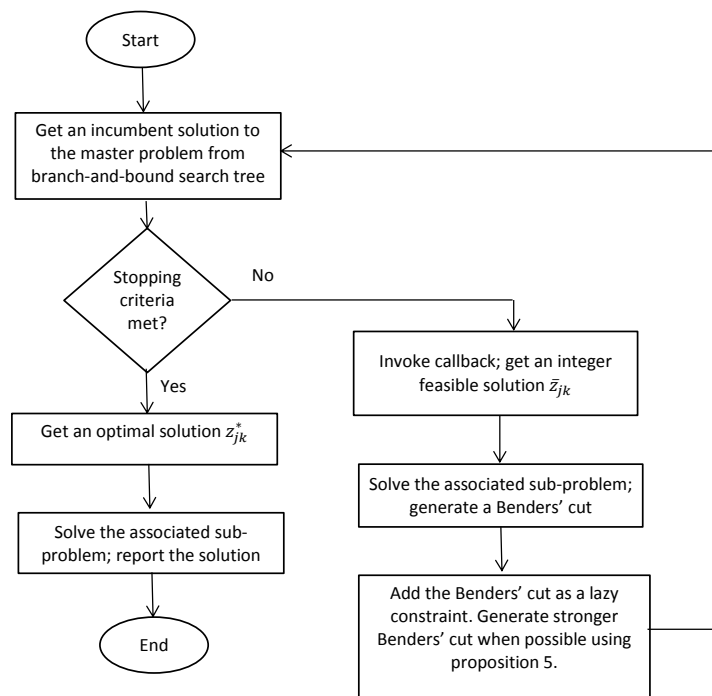 Start
Get an incumbent solution to
the master problem from
branch-and-bound search tree
Stopping
criteria
met?
No
Yes
Invoke callback; get an integer
feasible solution z̄jk
Get an optimal solution z*jk
Solve the associated sub-problem;
generate a Benders’ cut
Solve the associated sub-
problem; report the solution
Add the Benders’ cut as a lazy
constraint. Generate stronger
Benders’ cut when possible using
proposition 5.
End